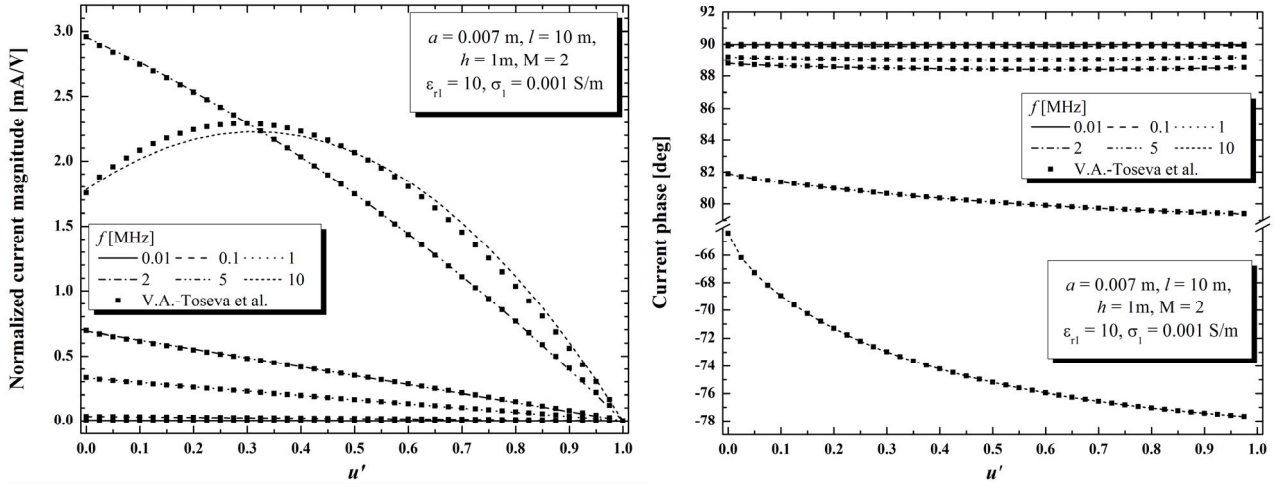 Normalized current magnitude [mA/V]
3.0
2.5
2.0
1.5
1.0
0.5
0.0
a = 0.007 m, l = 10 m,
h = 1m, M = 2
εr1 = 10, σ1 = 0.001 S/m
f [MHz]
0.01 0.1 1
2 5 10
V.A.-Toseva et al.
0.0 0.1 0.2 0.3 0.4 0.5 0.6 0.7 0.8 0.9 1.0
u'
Current phase [deg]
92
90
88
86
84
82
80
-66
-68
-70
-72
-74
-76
-78
f [MHz]
0.01 0.1 1
2 5 10
V.A.-Toseva et al.
a = 0.007 m, l = 10 m,
h = 1m, M = 2
εr1 = 10, σ1 = 0.001 S/m
0.0 0.1 0.2 0.3 0.4 0.5 0.6 0.7 0.8 0.9 1.0
u'